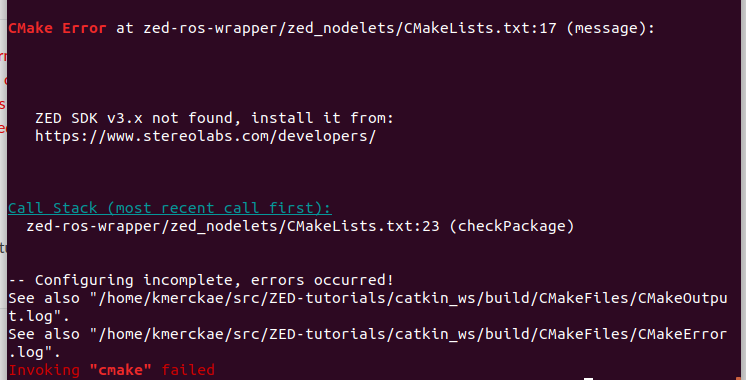 CMake Error at zed-ros-wrapper/zed_nodelets/CMakeLists.txt:17 (message):
ZED SDK v3.x not found, install it from:
https://www.stereolabs.com/developers/
Call Stack (most recent call first):
zed-ros-wrapper/zed_nodelets/CMakeLists.txt:23 (checkPackage)
-- Configuring incomplete, errors occurred!
See also "/home/kmerckae/src/ZED-tutorials/catkin_ws/build/CMakeFiles/CMakeOutpu
t.log".
See also "/home/kmerckae/src/ZED-tutorials/catkin_ws/build/CMakeFiles/CMakeError
.log".
Invoking "cmake" failed